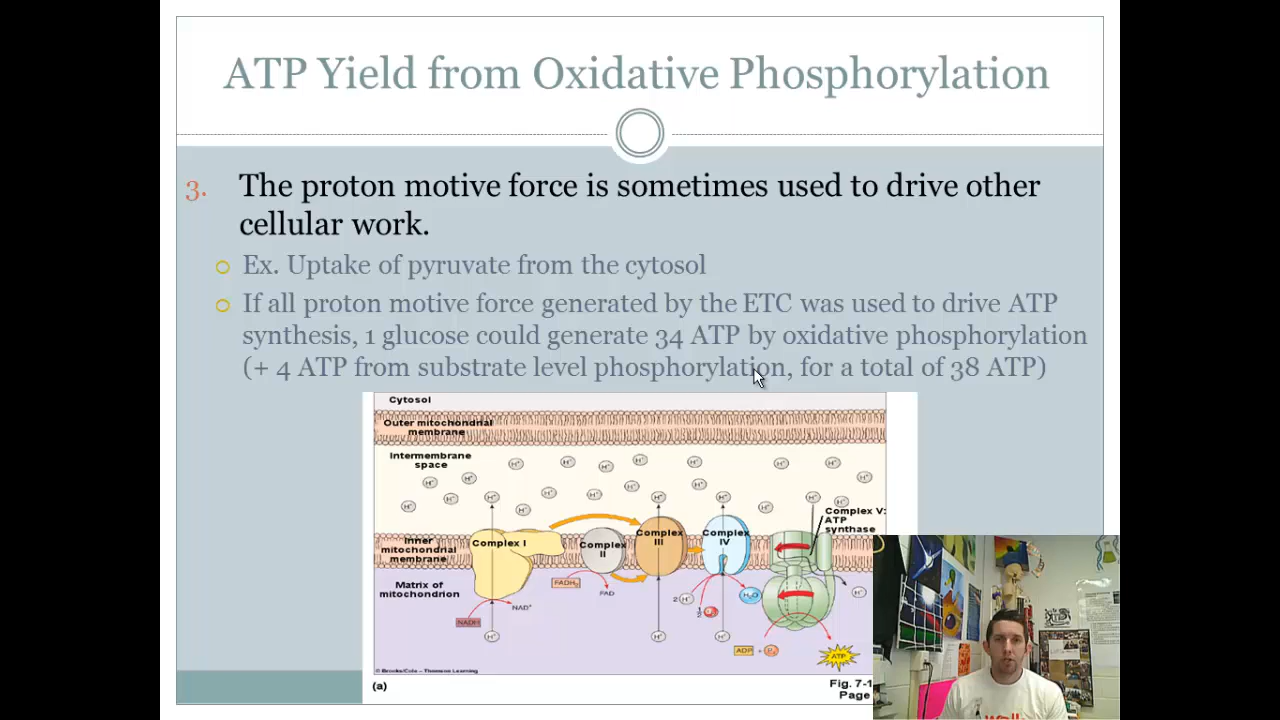 ATP Yield from Oxidative Phosphorylation
3. The proton motive force is sometimes used to drive other
cellular work.
Ex. Uptake of pyruvate from the cytosol
If all proton motive force generated by the ETC was used to drive ATP
synthesis, 1 glucose could generate 34 ATP by oxidative phosphorylation
(+ 4 ATP from substrate level phosphorylation, for a total of 38 ATP)
Cytosol
Outer mitochondrial
membrane
Intermembrane
space
H+ H+ H+ H+ H+ H+ H+
H+ H+ H+ H+
H+ H+ H+ H+ H+ H+ H+ H+
H+ H+ H+
Complex V:
ATP
synthase
Inner
mitochondrial
membrane
Complex I
Complex
II
Complex
III
Complex
IV
Matrix of
mitochondrion
NADH
NAD+
FADH2
FAD
2 H+
O2
H2O
H+
H+ H+ H+
ADP + Pi
ATP
© Brooks/Cole – Thomson Learning
(a)
Fig. 7-1
Page